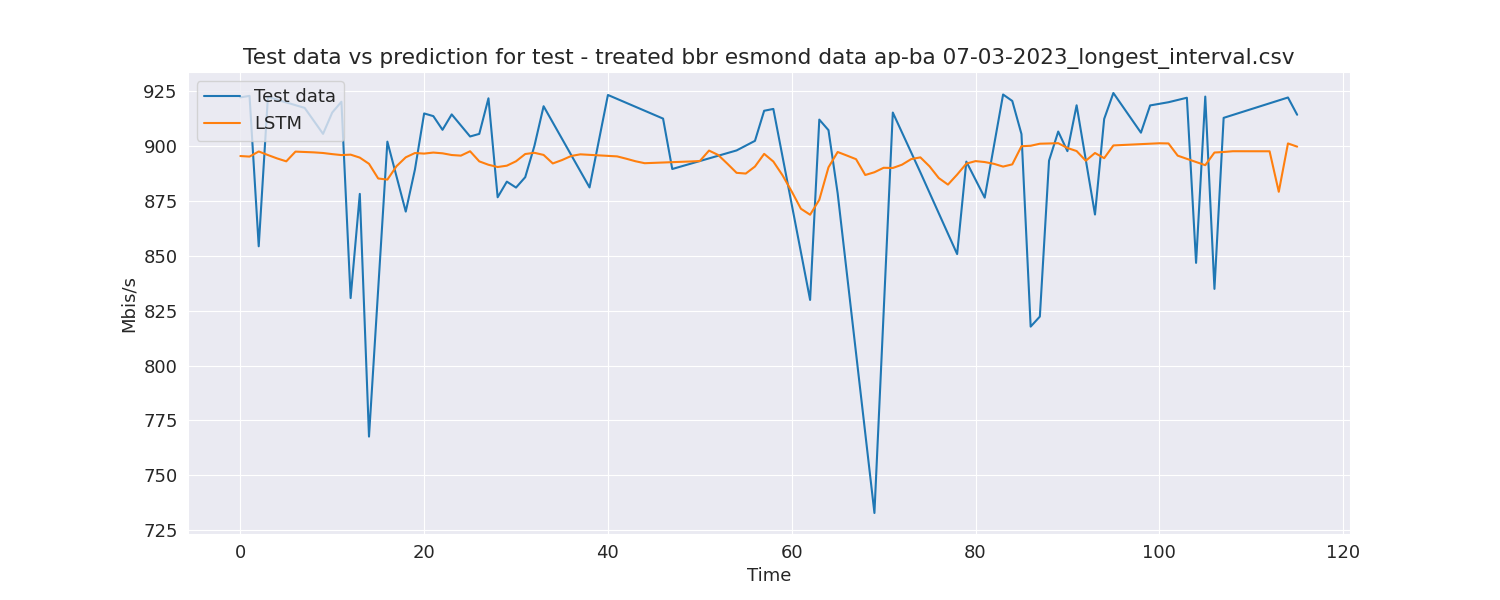 Test data vs prediction for test - treated bbr esmond data ap-ba 07-03-2023_longest_interval.csv
Test data
LSTM
925
900
875
850
825
800
775
750
725
Mbis/s
0 20 40 60 80 100 120
Time